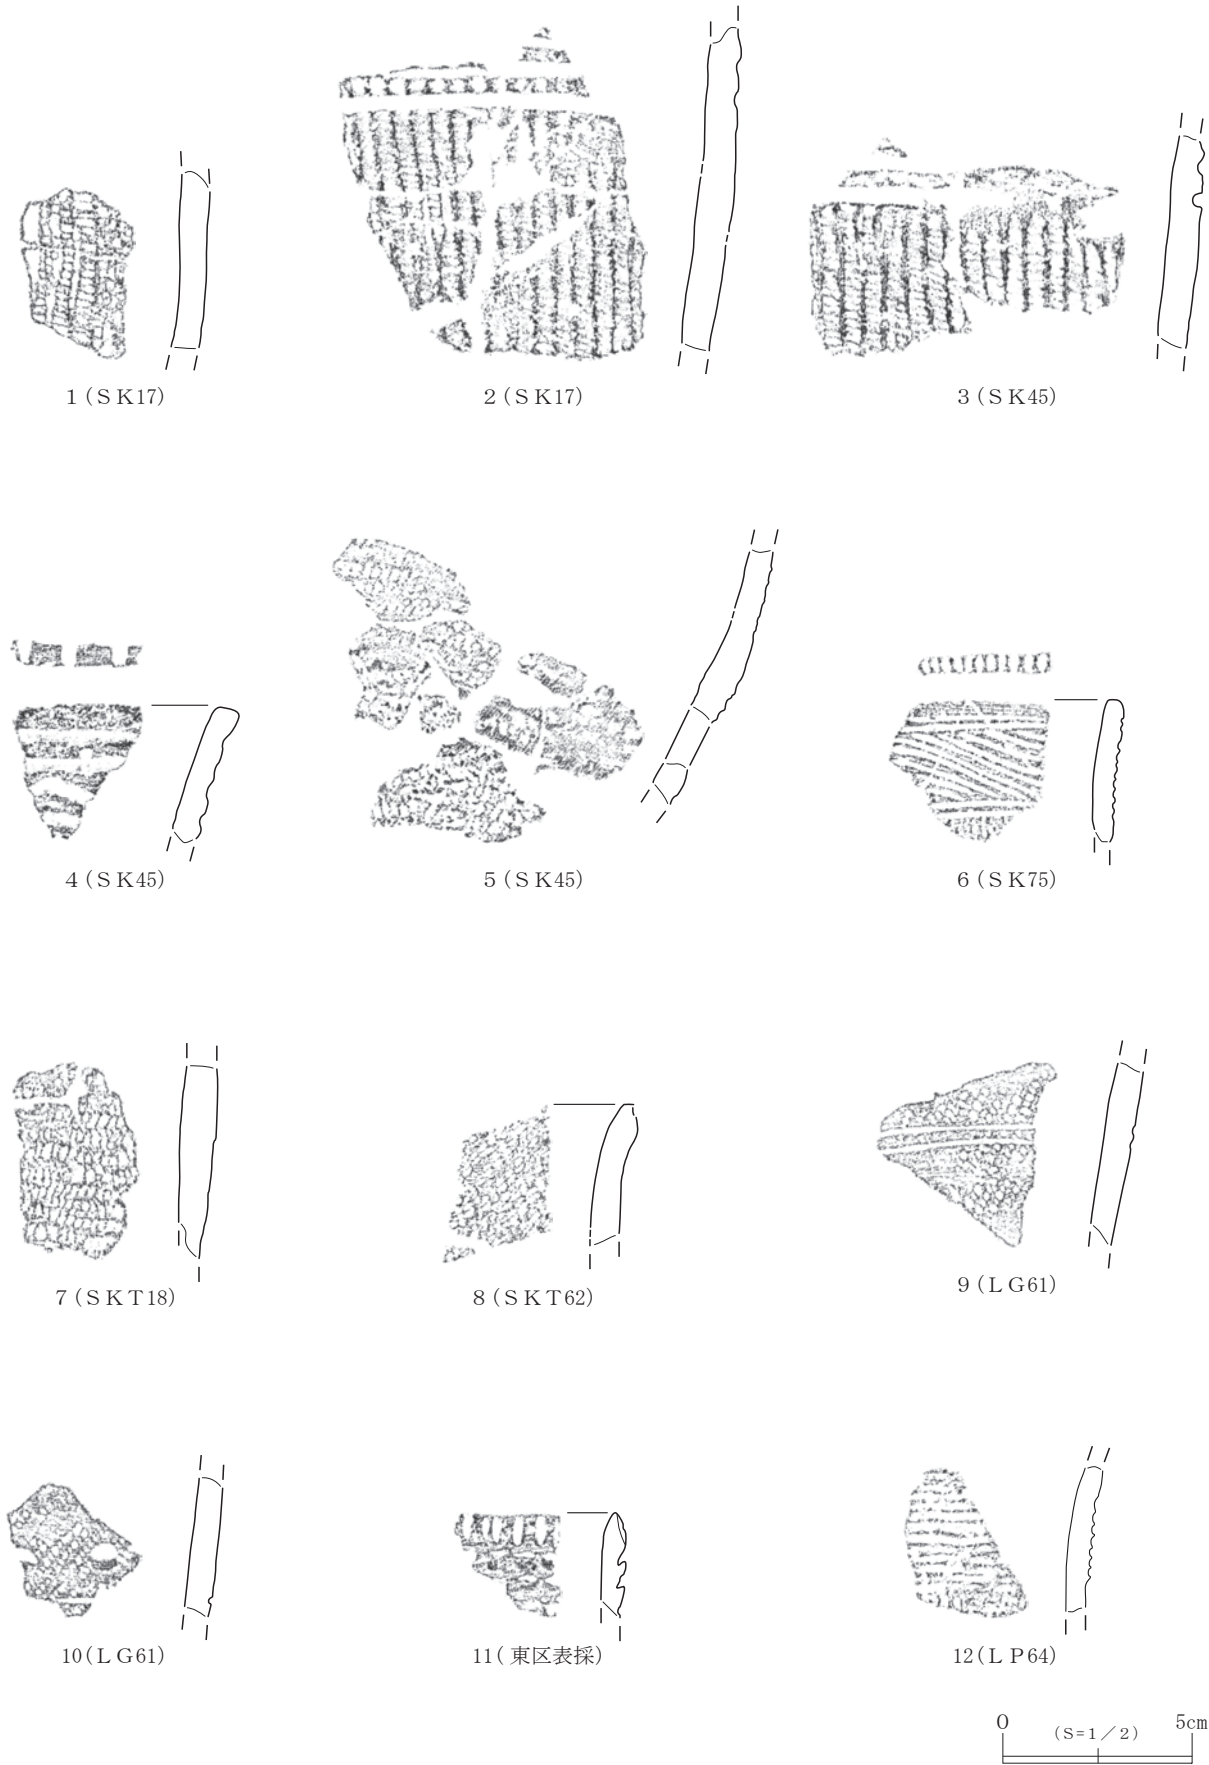 1(SK17)
2(SK17)
3(SK45)
4(SK45)
5(SK45)
6(SK75)
7(SKT18)
8(SKT62)
9(LG61)
10(LG61)
11(東区表採)
12(LP64)
0 (S=1/2) 5cm